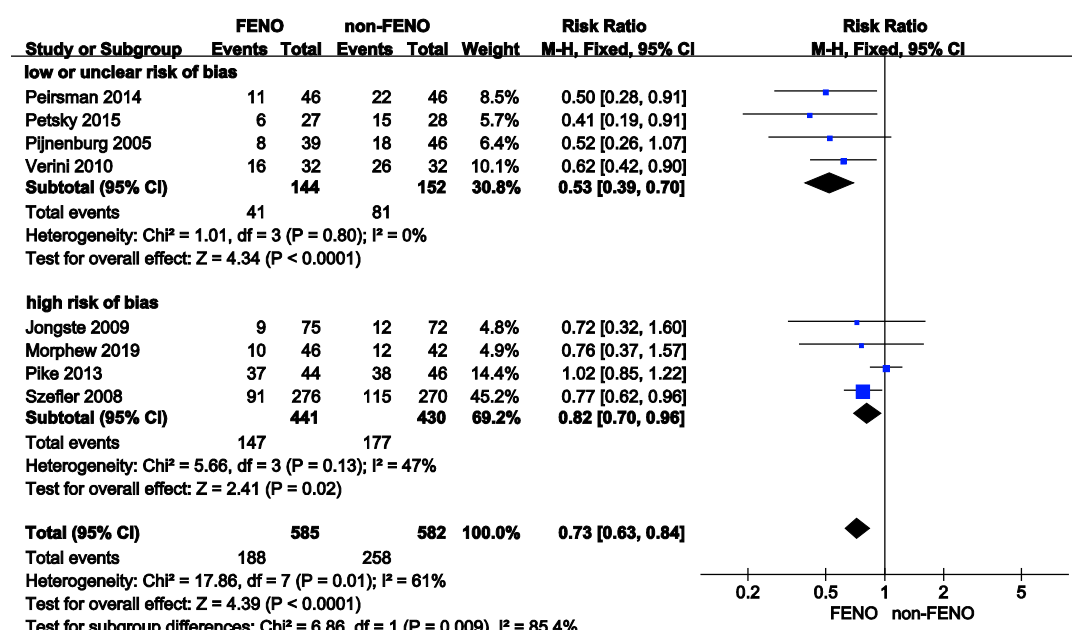 FENO non-FENO Risk Ratio Risk Ratio
Study or Subgroup Events Total Events Total Weight M-H, Fixed, 95% CI M-H, Fixed, 95% CI
low or unclear risk of bias
Peirsman 2014 11 46 22 46 8.5% 0.50 [0.28, 0.91]
Petsky 2015 6 27 15 28 5.7% 0.41 [0.19, 0.91]
Pijnenburg 2005 8 39 18 46 6.4% 0.52 [0.26, 1.07]
Verini 2010 16 32 26 32 10.1% 0.62 [0.42, 0.90]
Subtotal (95% CI) 144 152 30.8% 0.53 [0.39, 0.70]
Total events 41 81
Heterogeneity: Chi² = 1.01, df = 3 (P = 0.80); I² = 0%
Test for overall effect: Z = 4.34 (P < 0.0001)
high risk of bias
Jongste 2009 9 75 12 72 4.8% 0.72 [0.32, 1.60]
Morphew 2019 10 46 12 42 4.9% 0.76 [0.37, 1.57]
Pike 2013 37 44 38 46 14.4% 1.02 [0.85, 1.22]
Szefler 2008 91 276 115 270 45.2% 0.77 [0.62, 0.96]
Subtotal (95% CI) 441 430 69.2% 0.82 [0.70, 0.96]
Total events 147 177
Heterogeneity: Chi² = 5.66, df = 3 (P = 0.13); I² = 47%
Test for overall effect: Z = 2.41 (P = 0.02)
Total (95% CI) 585 582 100.0% 0.73 [0.63, 0.84]
Total events 188 258
Heterogeneity: Chi² = 17.86, df = 7 (P = 0.01); I² = 61%
Test for overall effect: Z = 4.39 (P < 0.0001)
Test for subgroup differences: Chi² = 6.86, df = 1 (P = 0.009), I² = 85.4%
0.2 0.5 1 2 5
FENO non-FENO